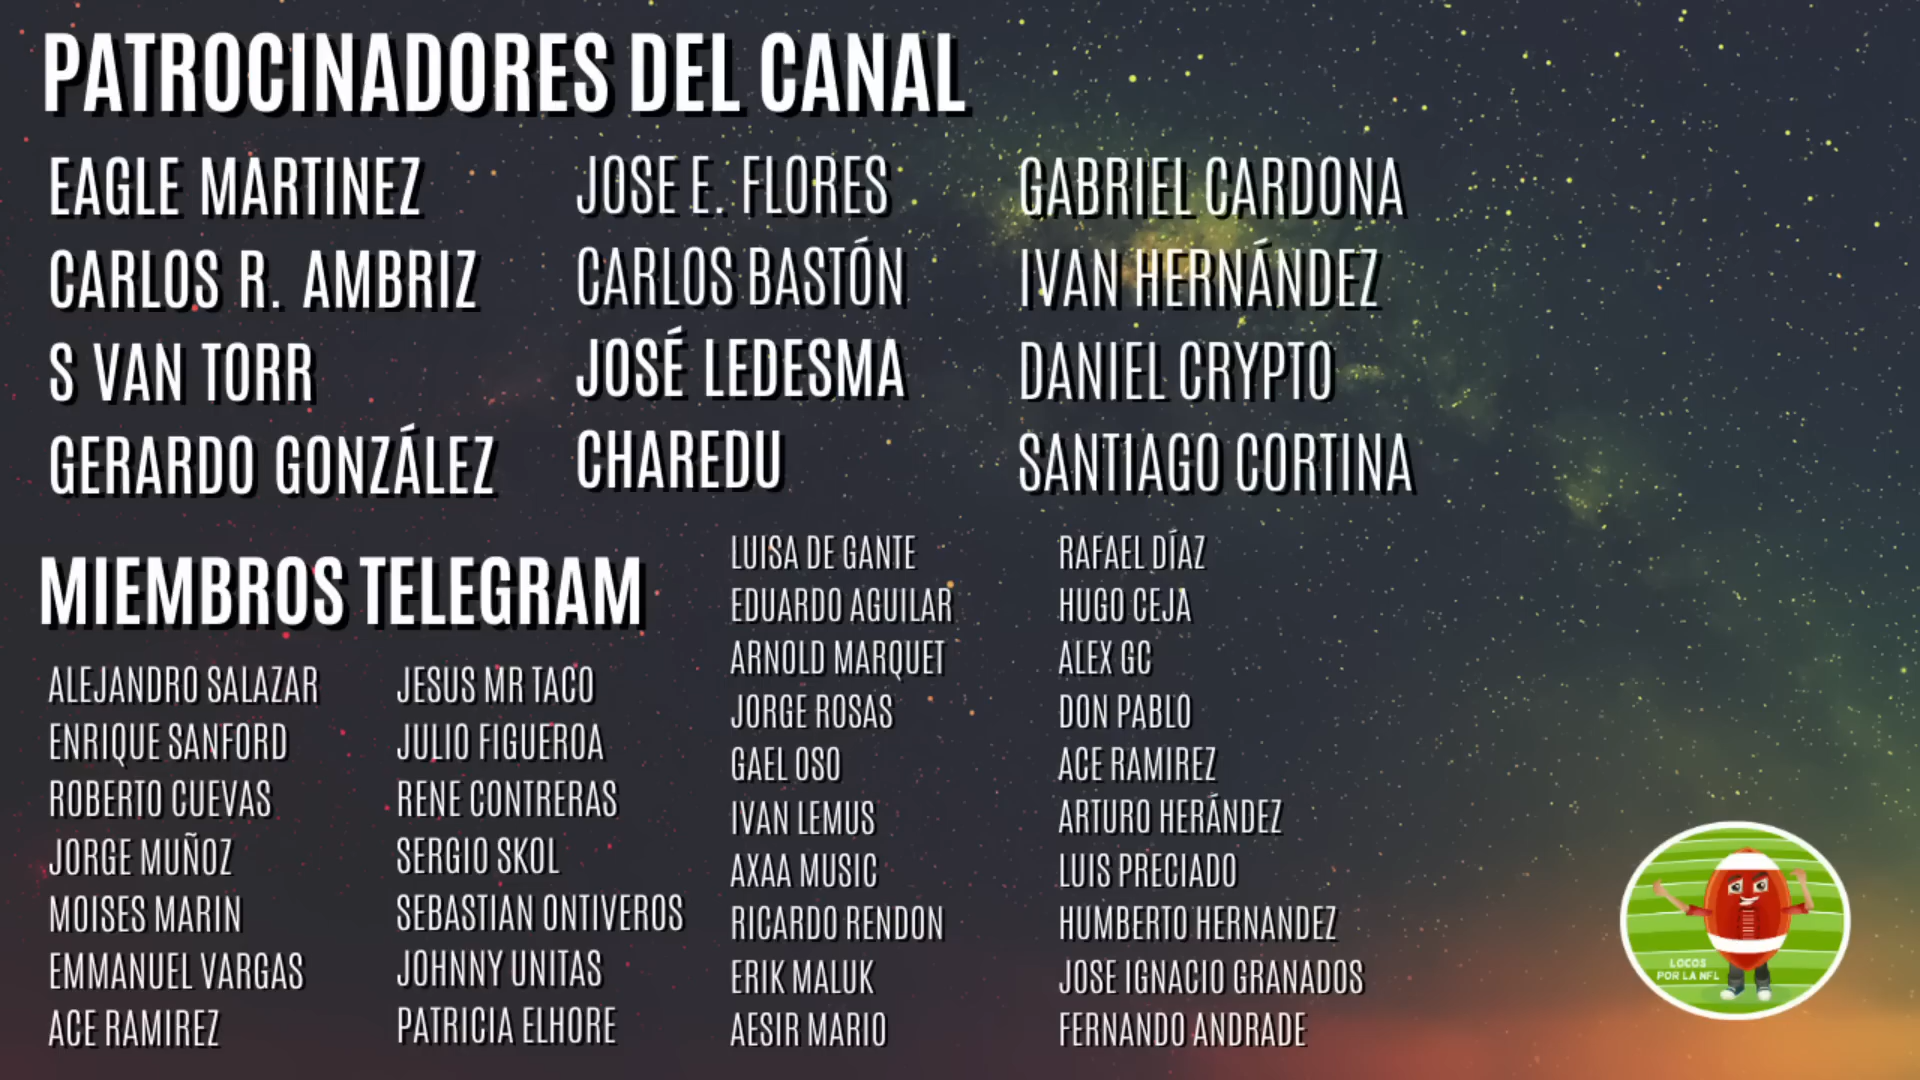 PATROCINADORES DEL CANAL
EAGLE MARTINEZ
CARLOS R. AMBRIZ
S VAN TORR
GERARDO GONZÁLEZ
JOSE E. FLORES
CARLOS BASTÓN
JOSÉ LEDESMA
CHAREDU
GABRIEL CARDONA
IVAN HERNÁNDEZ
DANIEL CRYPTO
SANTIAGO CORTINA
MIEMBROS TELEGRAM
ALEJANDRO SALAZAR
ENRIQUE SANFORD
ROBERTO CUEVAS
JORGE MUÑOZ
MOISES MARIN
EMMANUEL VARGAS
ACE RAMIREZ
JESUS MR TACO
JULIO FIGUEROA
RENE CONTRERAS
SERGIO SKOL
SEBASTIAN ONTIVEROS
JOHNNY UNITAS
PATRICIA ELHORE
LUISA DE GANTE
EDUARDO AGUILAR
ARNOLD MARQUET
JORGE ROSAS
GAEL OSO
IVAN LEMUS
AXAA MUSIC
RICARDO RENDON
ERIK MALUK
AESIR MARIO
RAFAEL DÍAZ
HUGO CEJA
ALEX GC
DON PABLO
ACE RAMIREZ
ARTURO HERÁNDEZ
LUIS PRECIADO
HUMBERTO HERNANDEZ
JOSE IGNACIO GRANADOS
FERNANDO ANDRADE
LOCOS
POR LA NFL